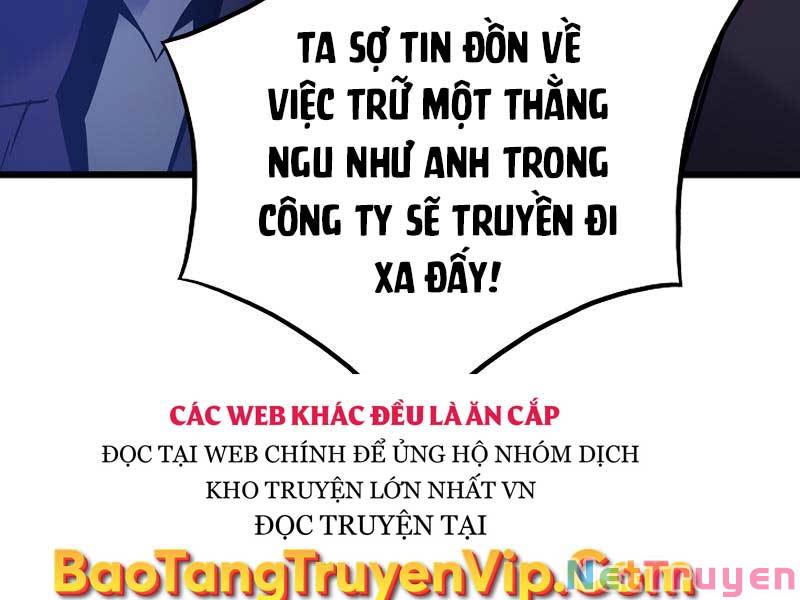 TA SỢ TIN ĐỒN VỀ
VIỆC TRỮ MỘT THẰNG
NGU NHƯ ANH TRONG
CÔNG TY SẼ TRUYỀN ĐI
XA ĐẤY!
CÁC WEB KHÁC ĐỀU LÀ ĂN CẮP
ĐỌC TẠI WEB CHÍNH ĐỂ ỦNG HỘ NHÓM DỊCH
KHO TRUYỆN LỚN NHẤT VN
ĐỌC TRUYỆN TẠI
BaoTangTruyenVip.Com
NetTruyen